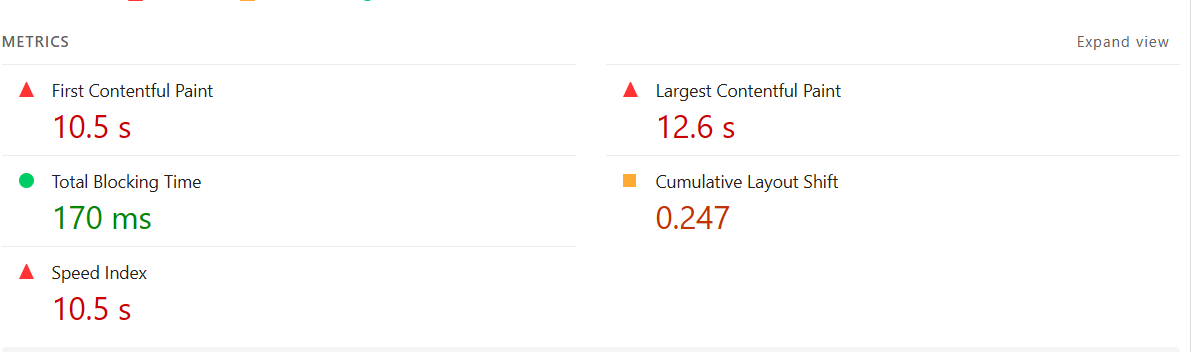 METRICS
Expand view
First Contentful Paint
10.5 s
Largest Contentful Paint
12.6 s
Total Blocking Time
170 ms
Cumulative Layout Shift
0.247
Speed Index
10.5 s